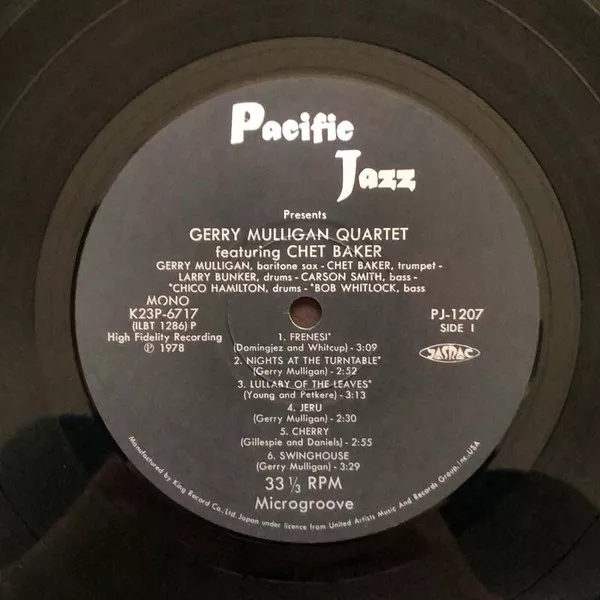 Pacific
Jazz
Presents
GERRY MULLIGAN QUARTET
featuring CHET BAKER
GERRY MULLIGAN, baritone sax - CHET BAKER, trumpet -
LARRY BUNKER, drums - CARSON SMITH, bass -
*CHICO HAMILTON, drums - *BOB WHITLOCK, bass
MONO
K23P-6717
(ILBT 1286) P
High Fidelity Recording
Ⓟ 1978
PJ-1207
SIDE I
JASRAC
1. FRENESI*
(Domingjez and Whitcup) - 3:09
2. NIGHTS AT THE TURNTABLE*
(Gerry Mulligan) - 2:52
3. LULLABY OF THE LEAVES*
(Young and Petkere) - 3:13
4. JERU
(Gerry Mulligan) - 2:30
5. CHERRY
(Gillespie and Daniels) - 2:55
6. SWINGHOUSE
(Gerry Mulligan) - 3:29
33 1/3 RPM
Microgroove
Manufactured by King Record Co., Ltd. Japan under licence from United Artists Music And Records Group, Inc., USA